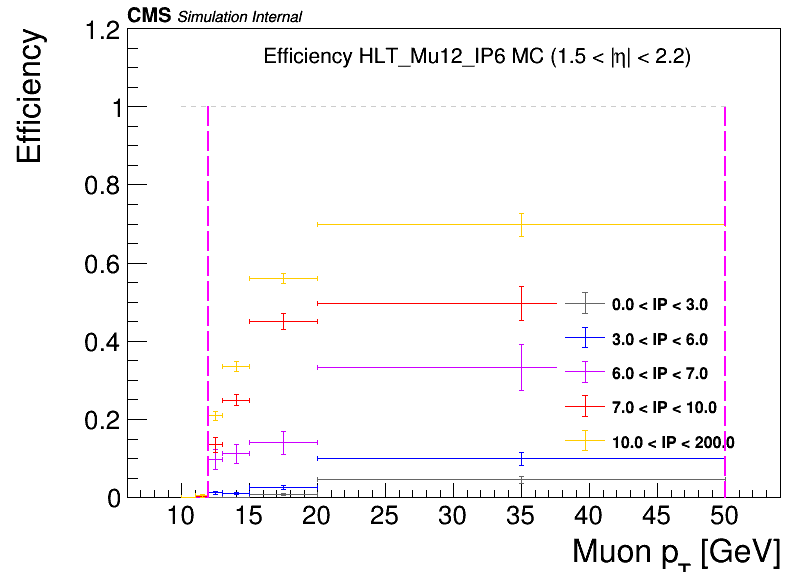 CMS Simulation Internal
Efficiency HLT_Mu12_IP6 MC (1.5 < |η| < 2.2)
Efficiency
1.2
1
0.8
0.6
0.4
0.2
0
0.0 < IP < 3.0
3.0 < IP < 6.0
6.0 < IP < 7.0
7.0 < IP < 10.0
10.0 < IP < 200.0
10 15 20 25 30 35 40 45 50
Muon p_T [GeV]